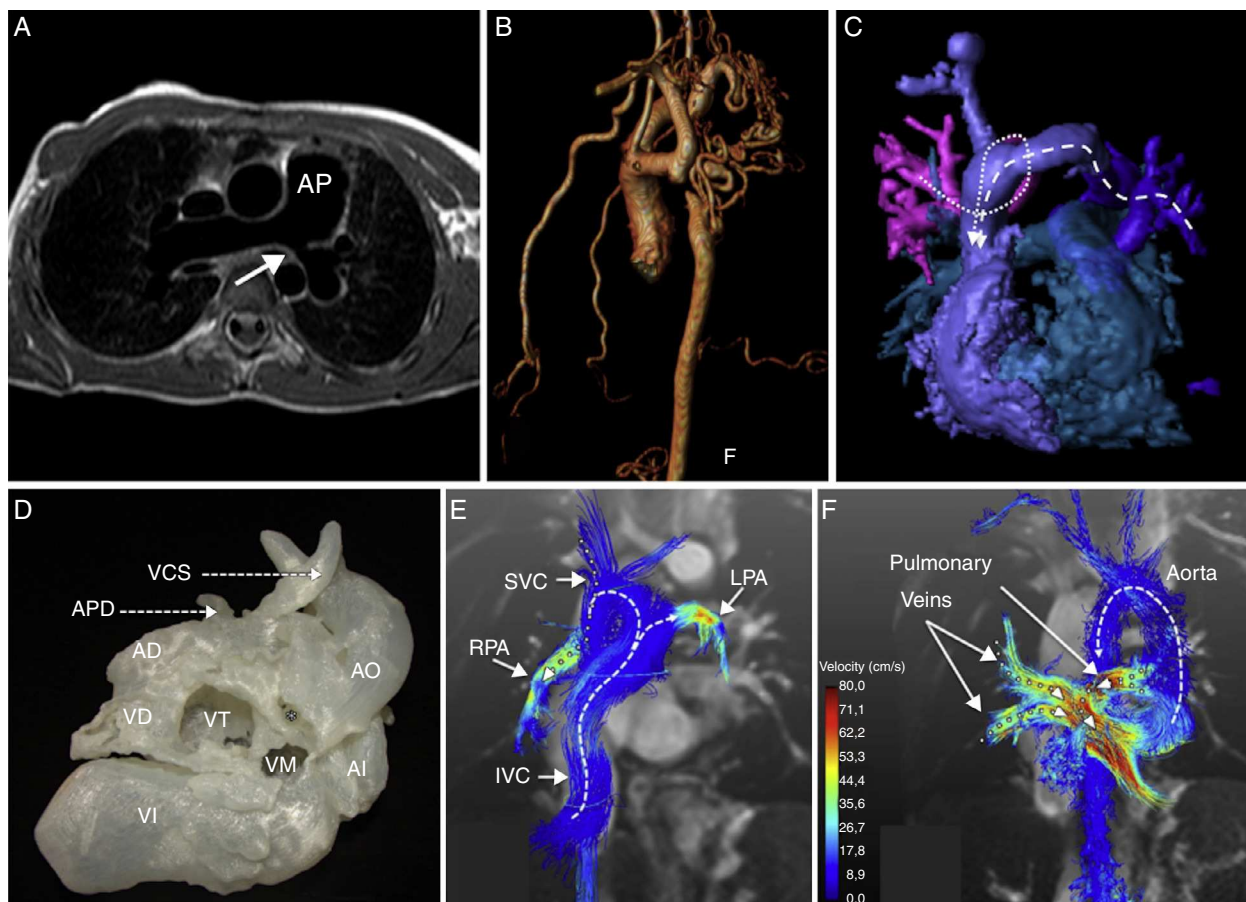 A
AP
B
F
C
D
VCS
APD
AD
AO
VD
VT
VM
AI
VI
E
SVC
LPA
RPA
IVC
F
Pulmonary
Veins
Aorta
Velocity (cm/s)
80,0
71,1
62,2
53,4
44,5
35,6
26,7
17,8
8,9
0.0